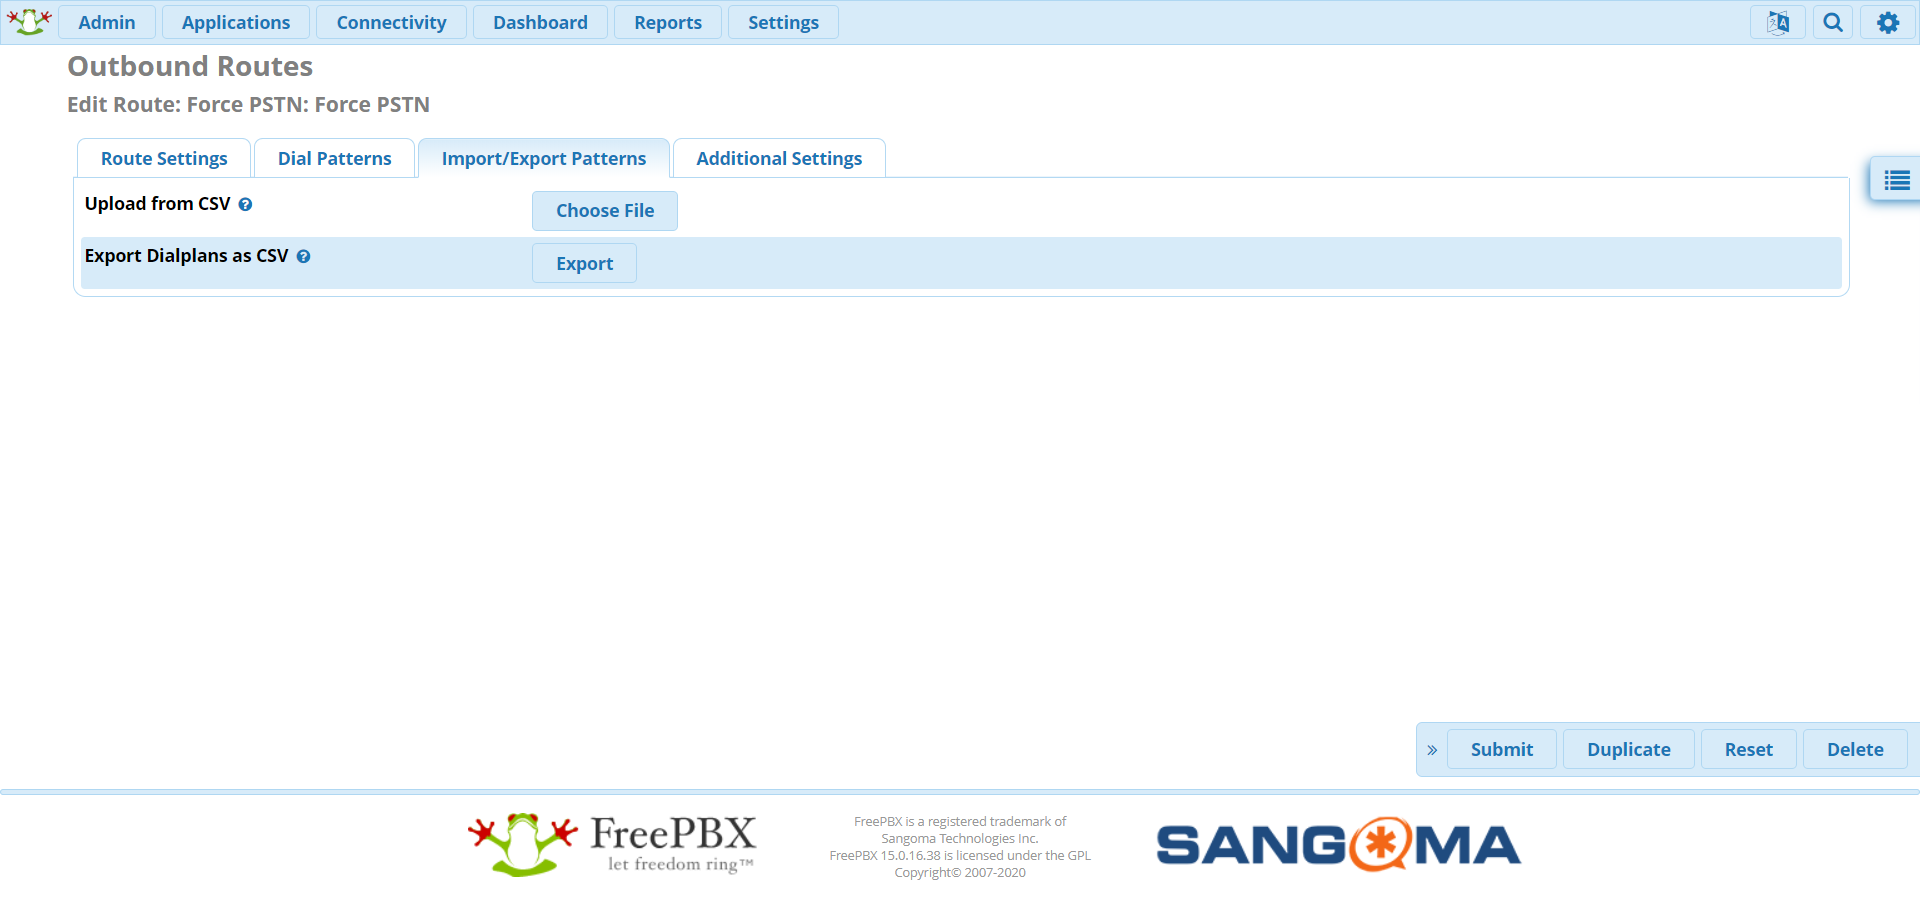 Admin Applications Connectivity Dashboard Reports Settings
Outbound Routes
Edit Route: Force PSTN: Force PSTN
Route Settings Dial Patterns Import/Export Patterns Additional Settings
Upload from CSV Choose File
Export Dialplans as CSV Export
» Submit Duplicate Reset Delete
FreePBX
let freedom ring™
FreePBX is a registered trademark of
Sangoma Technologies Inc.
FreePBX 15.0.16.38 is licensed under the GPL
Copyright© 2007-2020
SANGOMA